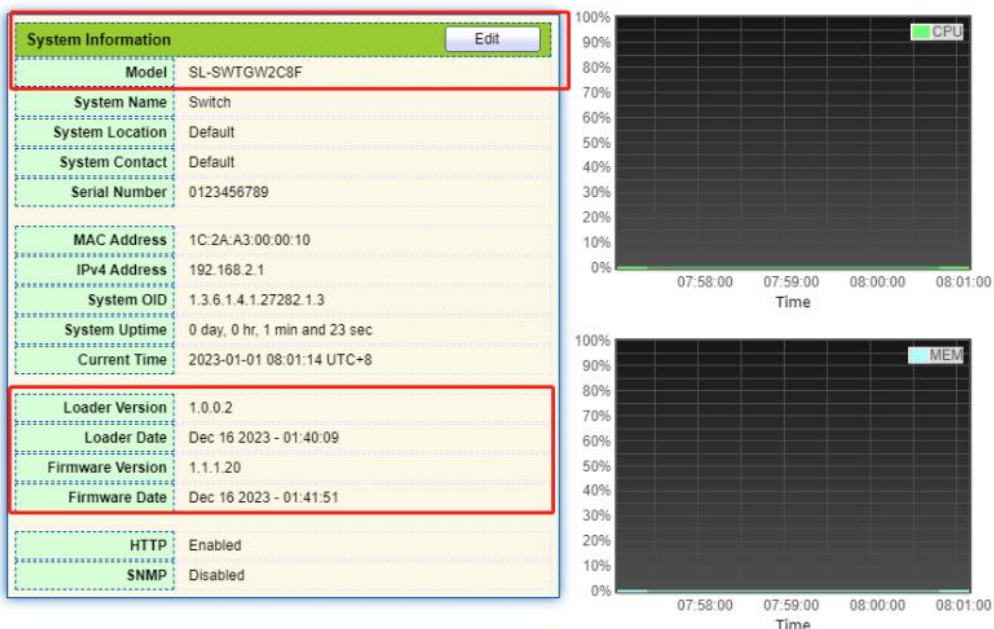 System Information Edit
Model SL-SWTGW2C8F
System Name Switch
System Location Default
System Contact Default
Serial Number 0123456789
MAC Address 1C:2A:A3:00:00:10
IPv4 Address 192.168.2.1
System OID 1.3.6.1.4.1.27282.1.3
System Uptime 0 day, 0 hr, 1 min and 23 sec
Current Time 2023-01-01 08:01:14 UTC+8
Loader Version 1.0.0.2
Loader Date Dec 16 2023 - 01:40:09
Firmware Version 1.1.1.20
Firmware Date Dec 16 2023 - 01:41:51
HTTP Enabled
SNMP Disabled
100%
CPU
90%
80%
70%
60%
50%
40%
30%
20%
10%
0%
07:58:00 07:59:00 08:00:00 08:01:00
Time
100%
MEM
90%
80%
70%
60%
50%
40%
30%
20%
10%
0%
07:58:00 07:59:00 08:00:00 08:01:00
Time